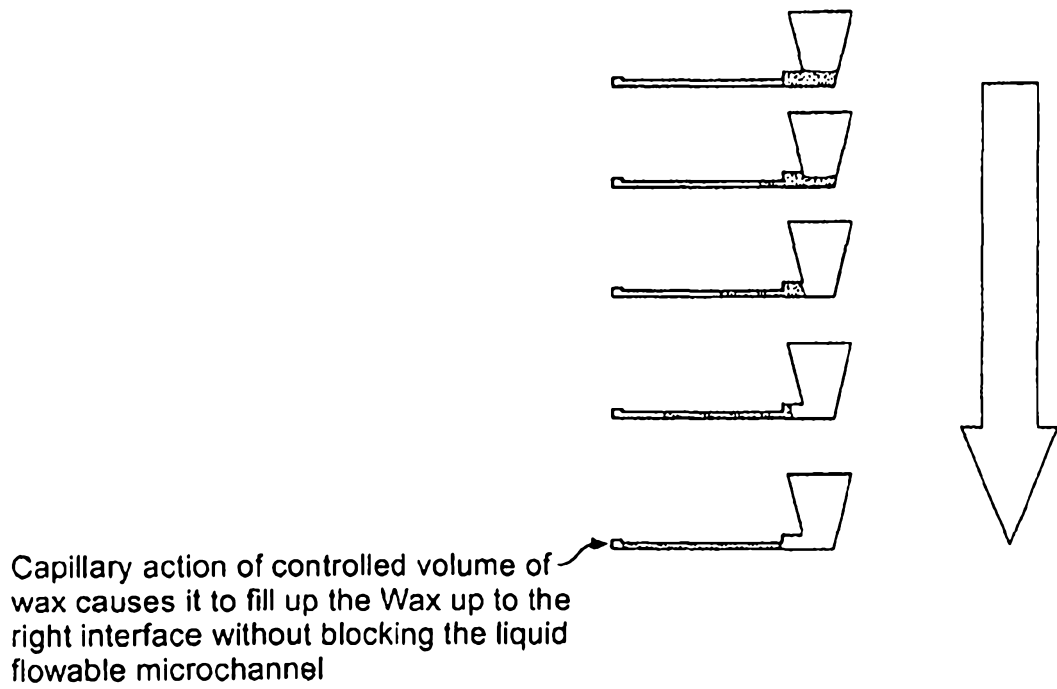 Capillary action of controlled volume of
wax causes it to fill up the Wax up to the
right interface without blocking the liquid
flowable microchannel